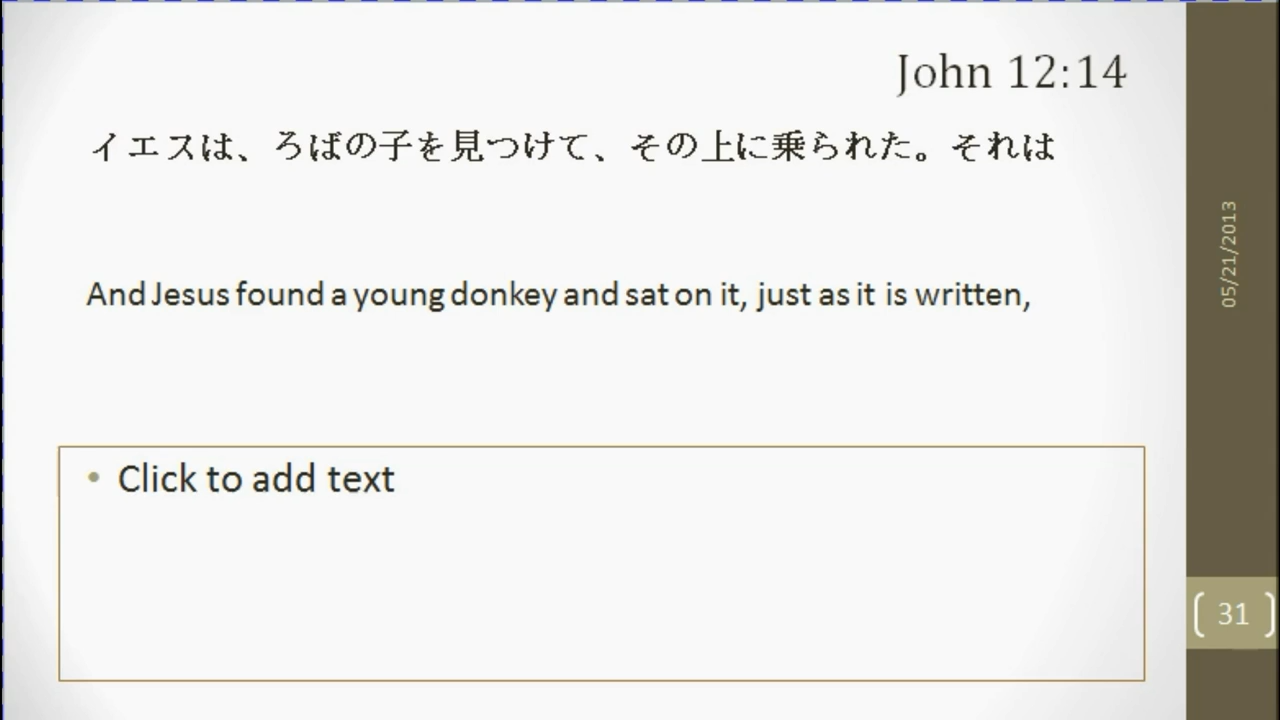 John 12:14
イエスは、ろばの子を見つけて、その上に乗られた。それは
And Jesus found a young donkey and sat on it, just as it is written,
• Click to add text
05/21/2013
31